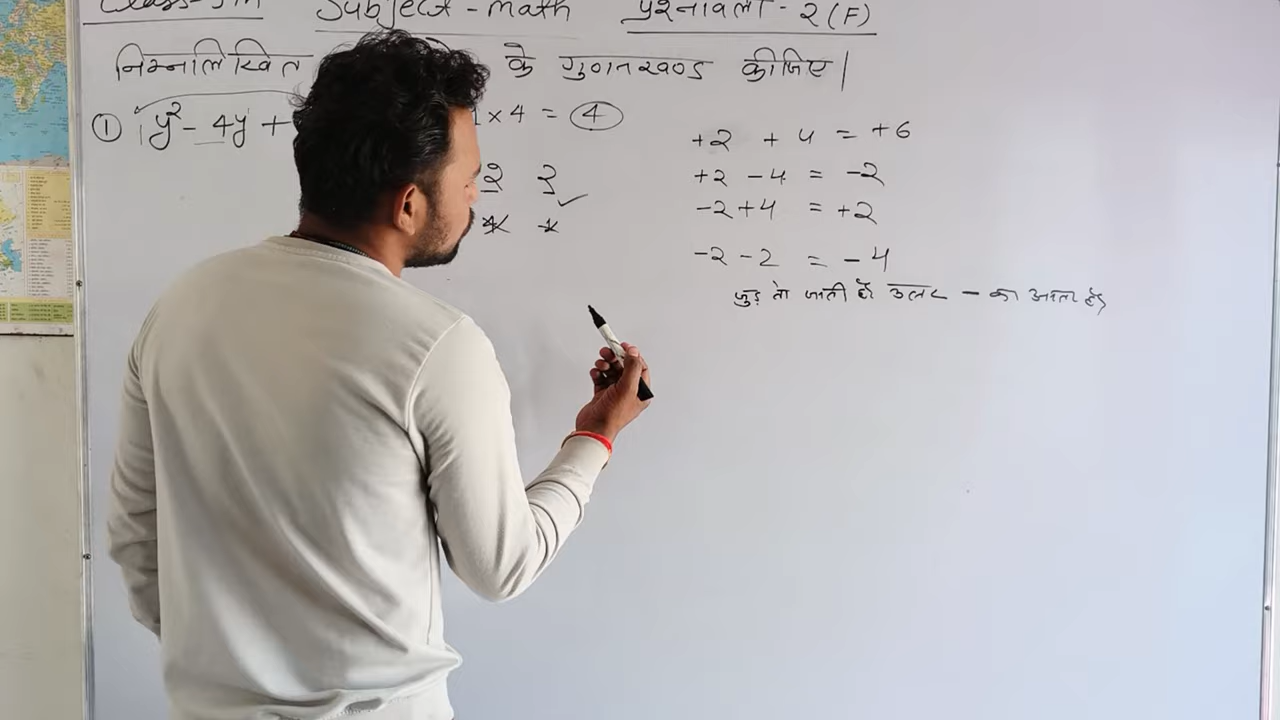 Subject - math प्रश्नावली - 2 (F)
निम्नलिखित के गुणनखण्ड कीजिए |
① y² - 4y + 1 × 4 = 4
2 2
+2 + 4 = +6
+2 - 4 = -2
-2 + 4 = +2
-2 - 2 = -4
जुड़ तो जाती है -